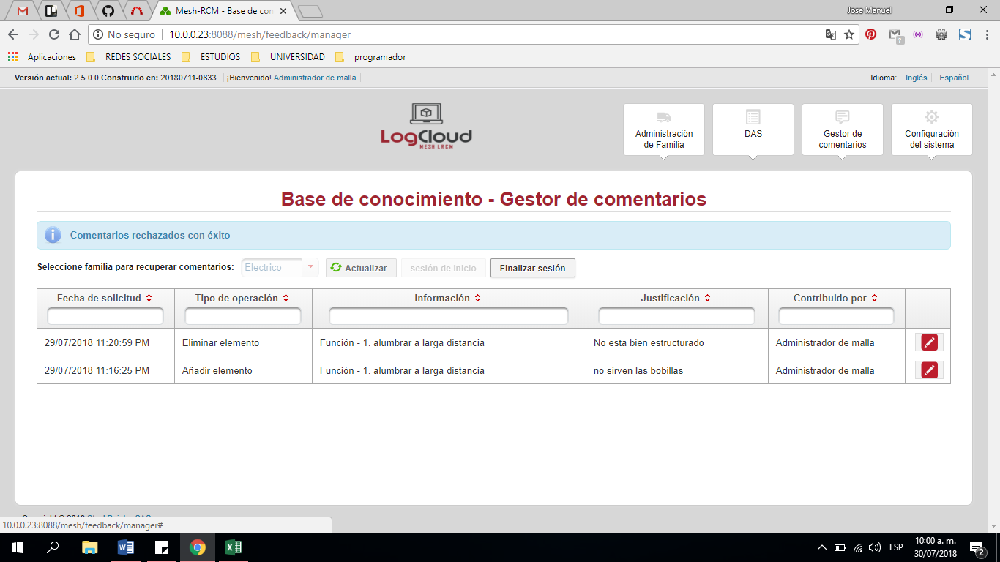 Mesh-RCM - Base de con
Jose Manuel
No seguro | 10.0.0.23:8088/mesh/feedback/manager
Aplicaciones REDES SOCIALES ESTUDIOS UNIVERSIDAD programador
Versión actual: 2.5.0.0 Construido en: 20180711-0833 ¡Bienvenido! Administrador de malla Idioma: Inglés Español
LogCloud
MESH LRCM
Administración
de Familia
DAS
Gestor de
comentarios
Configuración
del sistema
Base de conocimiento - Gestor de comentarios
Comentarios rechazados con éxito
Seleccione familia para recuperar comentarios: Electrico Actualizar sesión de inicio Finalizar sesión
Fecha de solicitud Tipo de operación Información Justificación Contribuido por
29/07/2018 11:20:59 PM Eliminar elemento Función - 1. alumbrar a larga distancia No esta bien estructurado Administrador de malla
29/07/2018 11:16:25 PM Añadir elemento Función - 1. alumbrar a larga distancia no sirven las bobillas Administrador de malla
Copyright © 2018 StackPointer SAS
10.0.0.23:8088/mesh/feedback/manager#
ESP
10:00 a. m.
30/07/2018
2